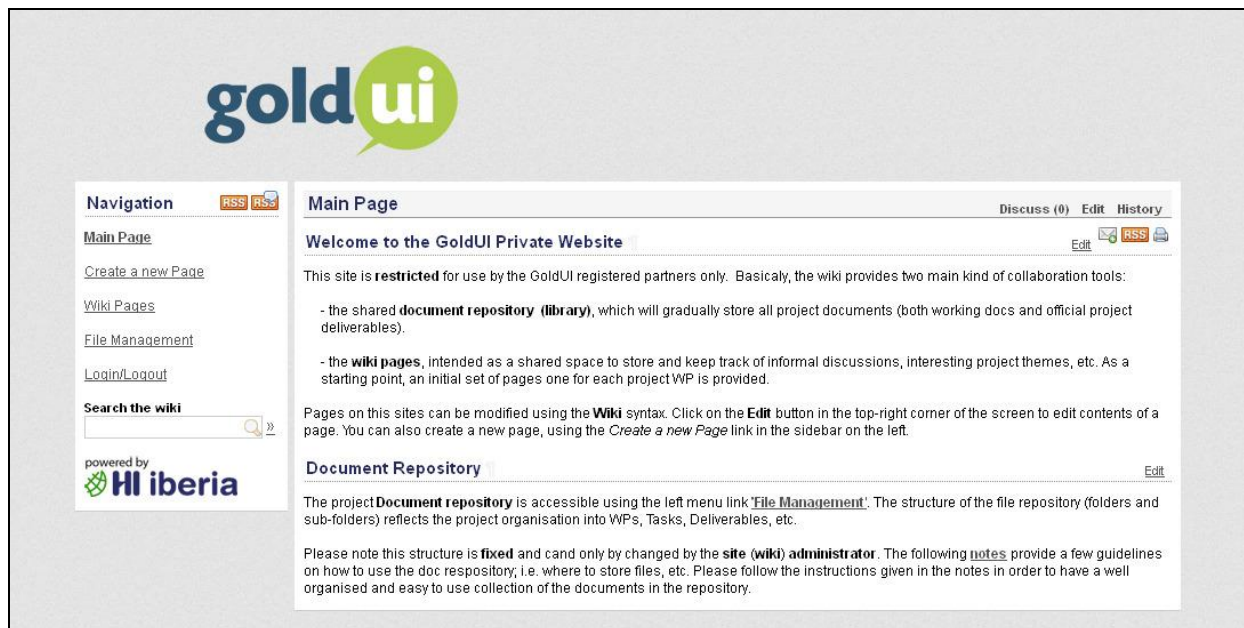 goldui
Navigation RSS RSS
Main Page
Create a new Page
Wiki Pages
File Management
Login/Logout
Search the wiki
»
powered by
HI iberia
Main Page
Discuss (0) Edit History
Welcome to the GoldUI Private Website
Edit RSS
This site is restricted for use by the GoldUI registered partners only. Basicaly, the wiki provides two main kind of collaboration tools:
- the shared document repository (library), which will gradually store all project documents (both working docs and official project
deliverables).
- the wiki pages, intended as a shared space to store and keep track of informal discussions, interesting project themes, etc. As a
starting point, an initial set of pages one for each project WP is provided.
Pages on this sites can be modified using the Wiki syntax. Click on the Edit button in the top-right corner of the screen to edit contents of a
page. You can also create a new page, using the Create a new Page link in the sidebar on the left.
Document Repository
Edit
The project Document repository is accessible using the left menu link 'File Management'. The structure of the file repository (folders and
sub-folders) reflects the project organisation into WPs, Tasks, Deliverables, etc.
Please note this structure is fixed and cand only by changed by the site (wiki) administrator. The following notes provide a few guidelines
on how to use the doc respository; i.e. where to store files, etc. Please follow the instructions given in the notes in order to have a well
organised and easy to use collection of the documents in the repository.